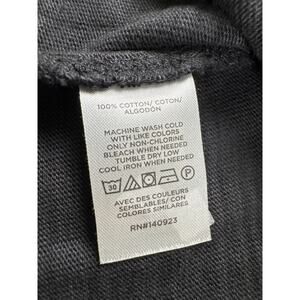 100% COTTON/ COTON/
ALGODÓN
MACHINE WASH COLD
WITH LIKE COLORS
ONLY NON-CHLORINE
BLEACH WHEN NEEDED
TUMBLE DRY LOW
COOL IRON WHEN NEEDED
30 P
AVEC DES COULEURS
SEMBLABLES/ CON
COLORES SIMILARES
RN#140923